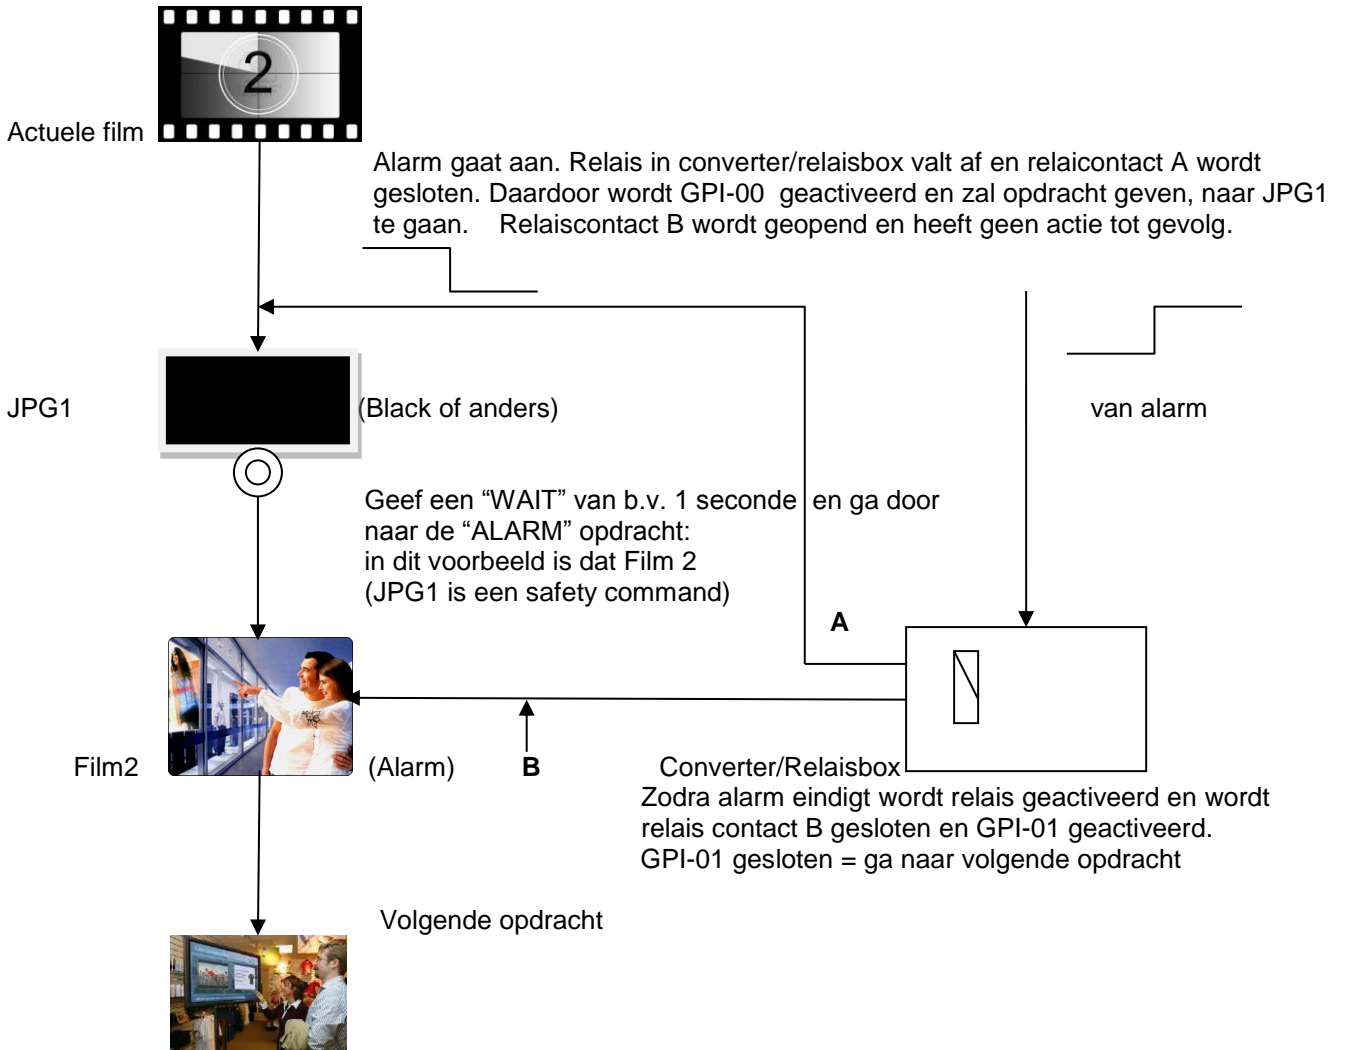 2
Actuele film
Alarm gaat aan. Relais in converter/relaisbox valt af en relaicontact A wordt
gesloten. Daardoor wordt GPI-00 geactiveerd en zal opdracht geven, naar JPG1
te gaan. Relaiscontact B wordt geopend en heeft geen actie tot gevolg.
JPG1
(Black of anders)
van alarm
Geef een “WAIT” van b.v. 1 seconde en ga door
naar de “ALARM” opdracht:
in dit voorbeeld is dat Film 2
(JPG1 is een safety command)
A
Film2
(Alarm)
B
Converter/Relaisbox
Zodra alarm eindigt wordt relais geactiveerd en wordt
relais contact B gesloten en GPI-01 geactiveerd.
GPI-01 gesloten = ga naar volgende opdracht
Volgende opdracht